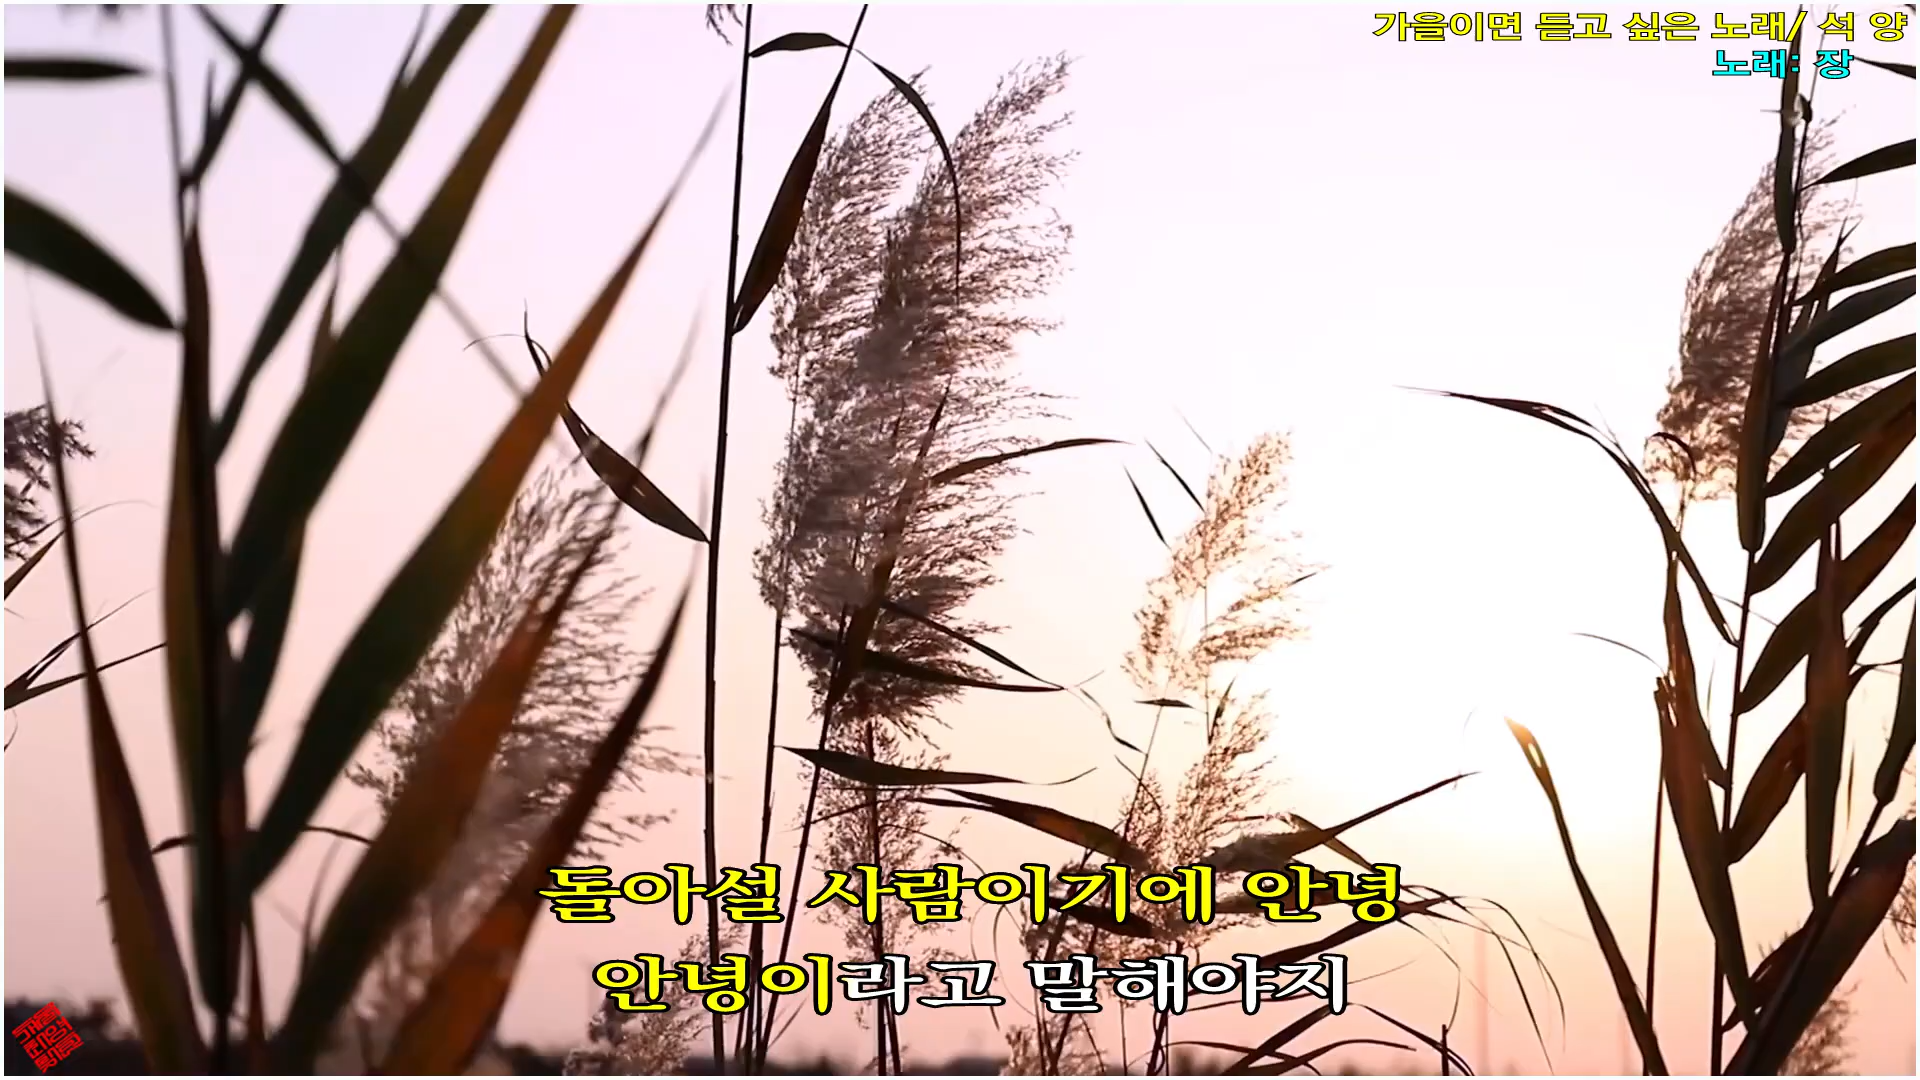 가을이면 듣고 싶은 노래/ 석 양
노래: 장
돌아설 사람이기에 안녕
안녕이라고 말해야지